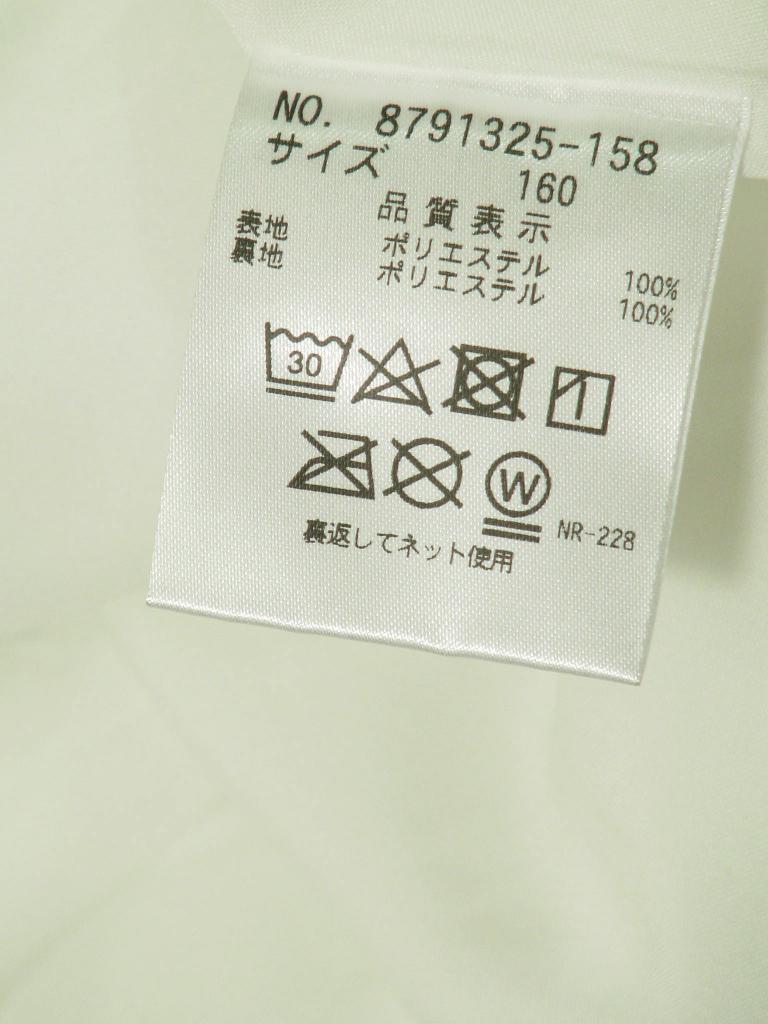 NO. 8791325-158
サイズ 160
品質表示
表地 ポリエステル 100%
裏地 ポリエステル 100%
30
W
裏返してネット使用 NR-228